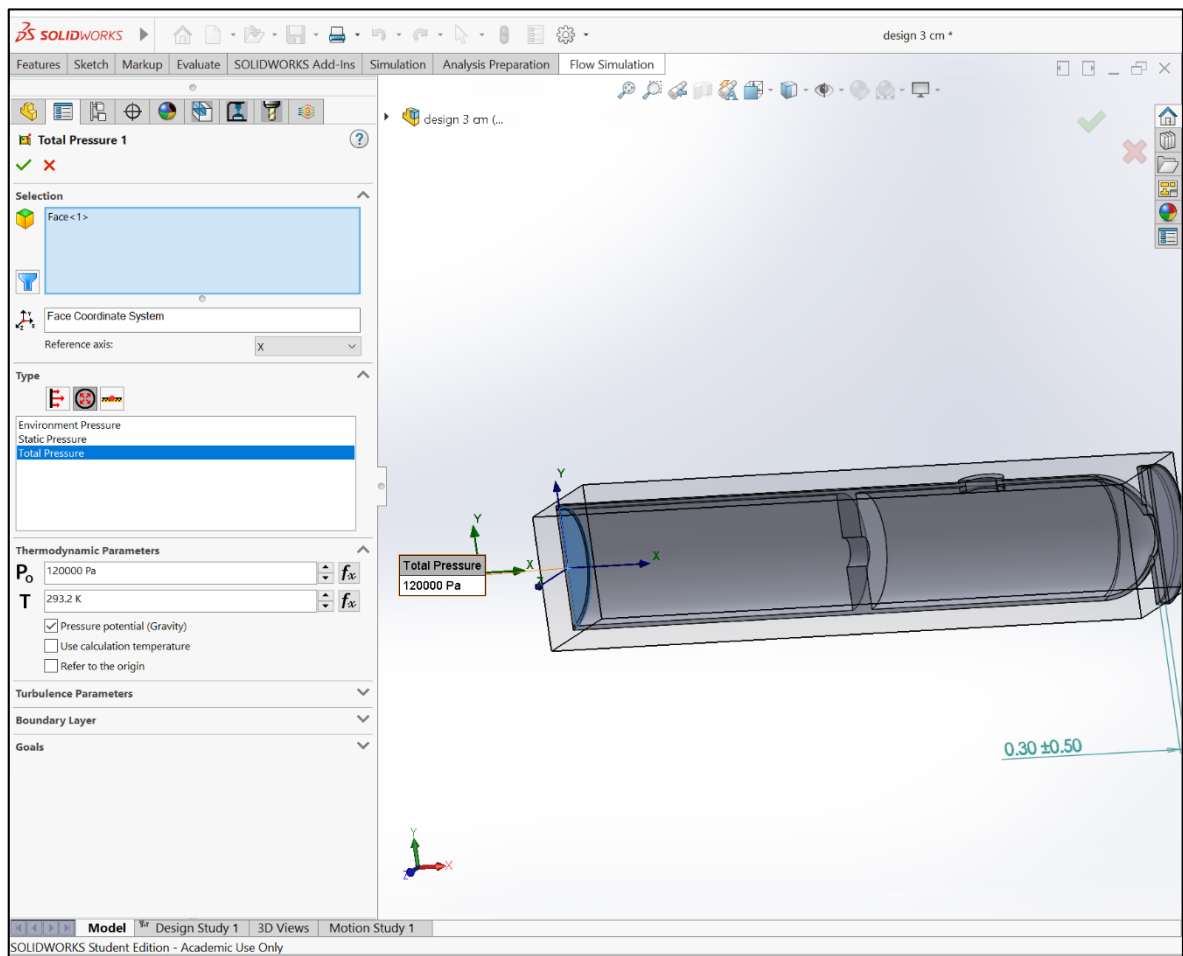 SOLIDWORKS
design 3 cm *
Features Sketch Markup Evaluate SOLIDWORKS Add-Ins Simulation Analysis Preparation Flow Simulation
design 3 cm (...
Total Pressure 1
?
Selection
Face<1>
Face Coordinate System
Reference axis:
X
Type
Environment Pressure
Static Pressure
Total Pressure
Thermodynamic Parameters
Po 120000 Pa fx
T 293.2 K fx
Pressure potential (Gravity)
Use calculation temperature
Refer to the origin
Turbulence Parameters
Boundary Layer
Goals
Y
Y
X
X
Z
Total Pressure
120000 Pa
0.30 ±0.50
Y
X
Z
Model Design Study 1 3D Views Motion Study 1
SOLIDWORKS Student Edition - Academic Use Only